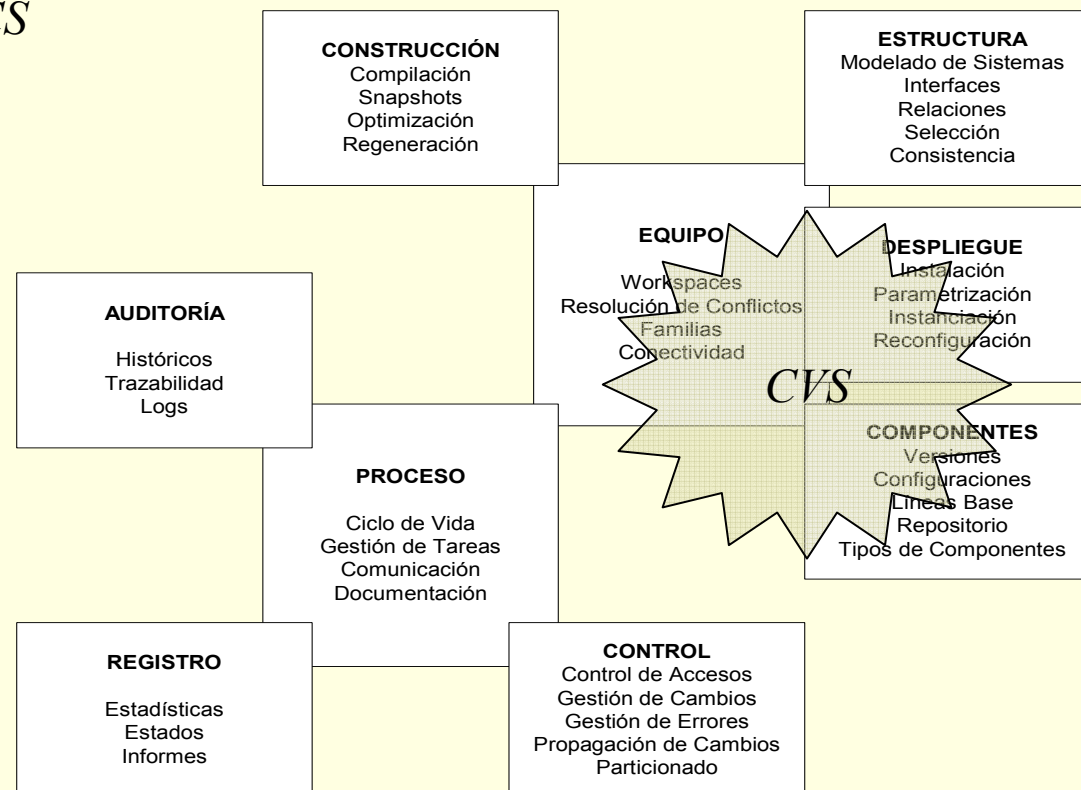 CS
CONSTRUCCIÓN
Compilación
Snapshots
Optimización
Regeneración
ESTRUCTURA
Modelado de Sistemas
Interfaces
Relaciones
Selección
Consistencia
EQUIPO
Workspaces
Resolución de Conflictos
Familias
Conectividad
DESPLIEGUE
Instalación
Parametrización
Instanciación
Reconfiguración
AUDITORÍA
Históricos
Trazabilidad
Logs
CVS
COMPONENTES
Versiones
Configuraciones
Líneas Base
Repositorio
Tipos de Componentes
PROCESO
Ciclo de Vida
Gestión de Tareas
Comunicación
Documentación
REGISTRO
Estadísticas
Estados
Informes
CONTROL
Control de Accesos
Gestión de Cambios
Gestión de Errores
Propagación de Cambios
Particionado